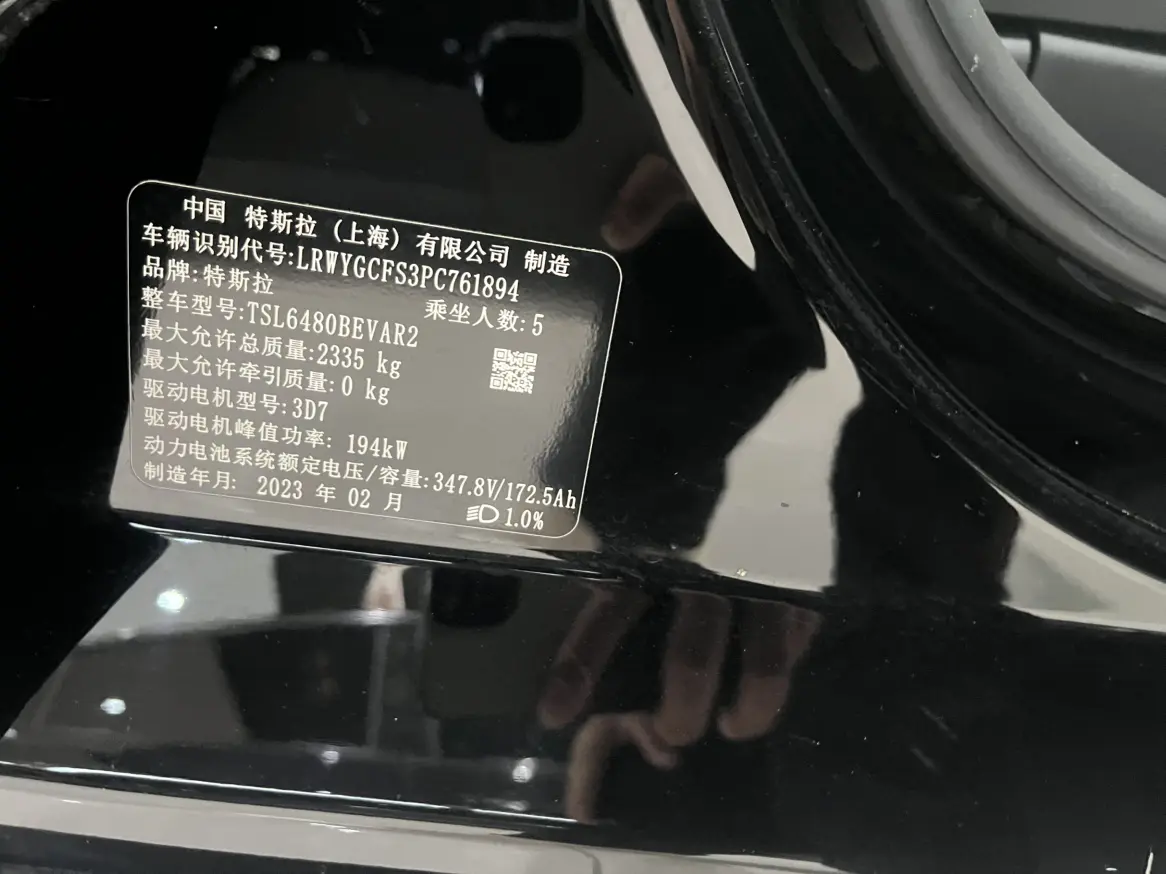 中国 特斯拉 (上海) 有限公司 制造
车辆识别代号:LRWYGCFS3PC761894
品牌:特斯拉 乘坐人数:5
整车型号:TSL6480BEVAR2
最大允许总质量:2335 kg
最大允许牵引质量:0 kg
驱动电机型号:3D7
驱动电机峰值功率: 194kW
动力电池系统额定电压/容量:347.8V/172.5Ah
制造年月: 2023 年 02 月 1.0%